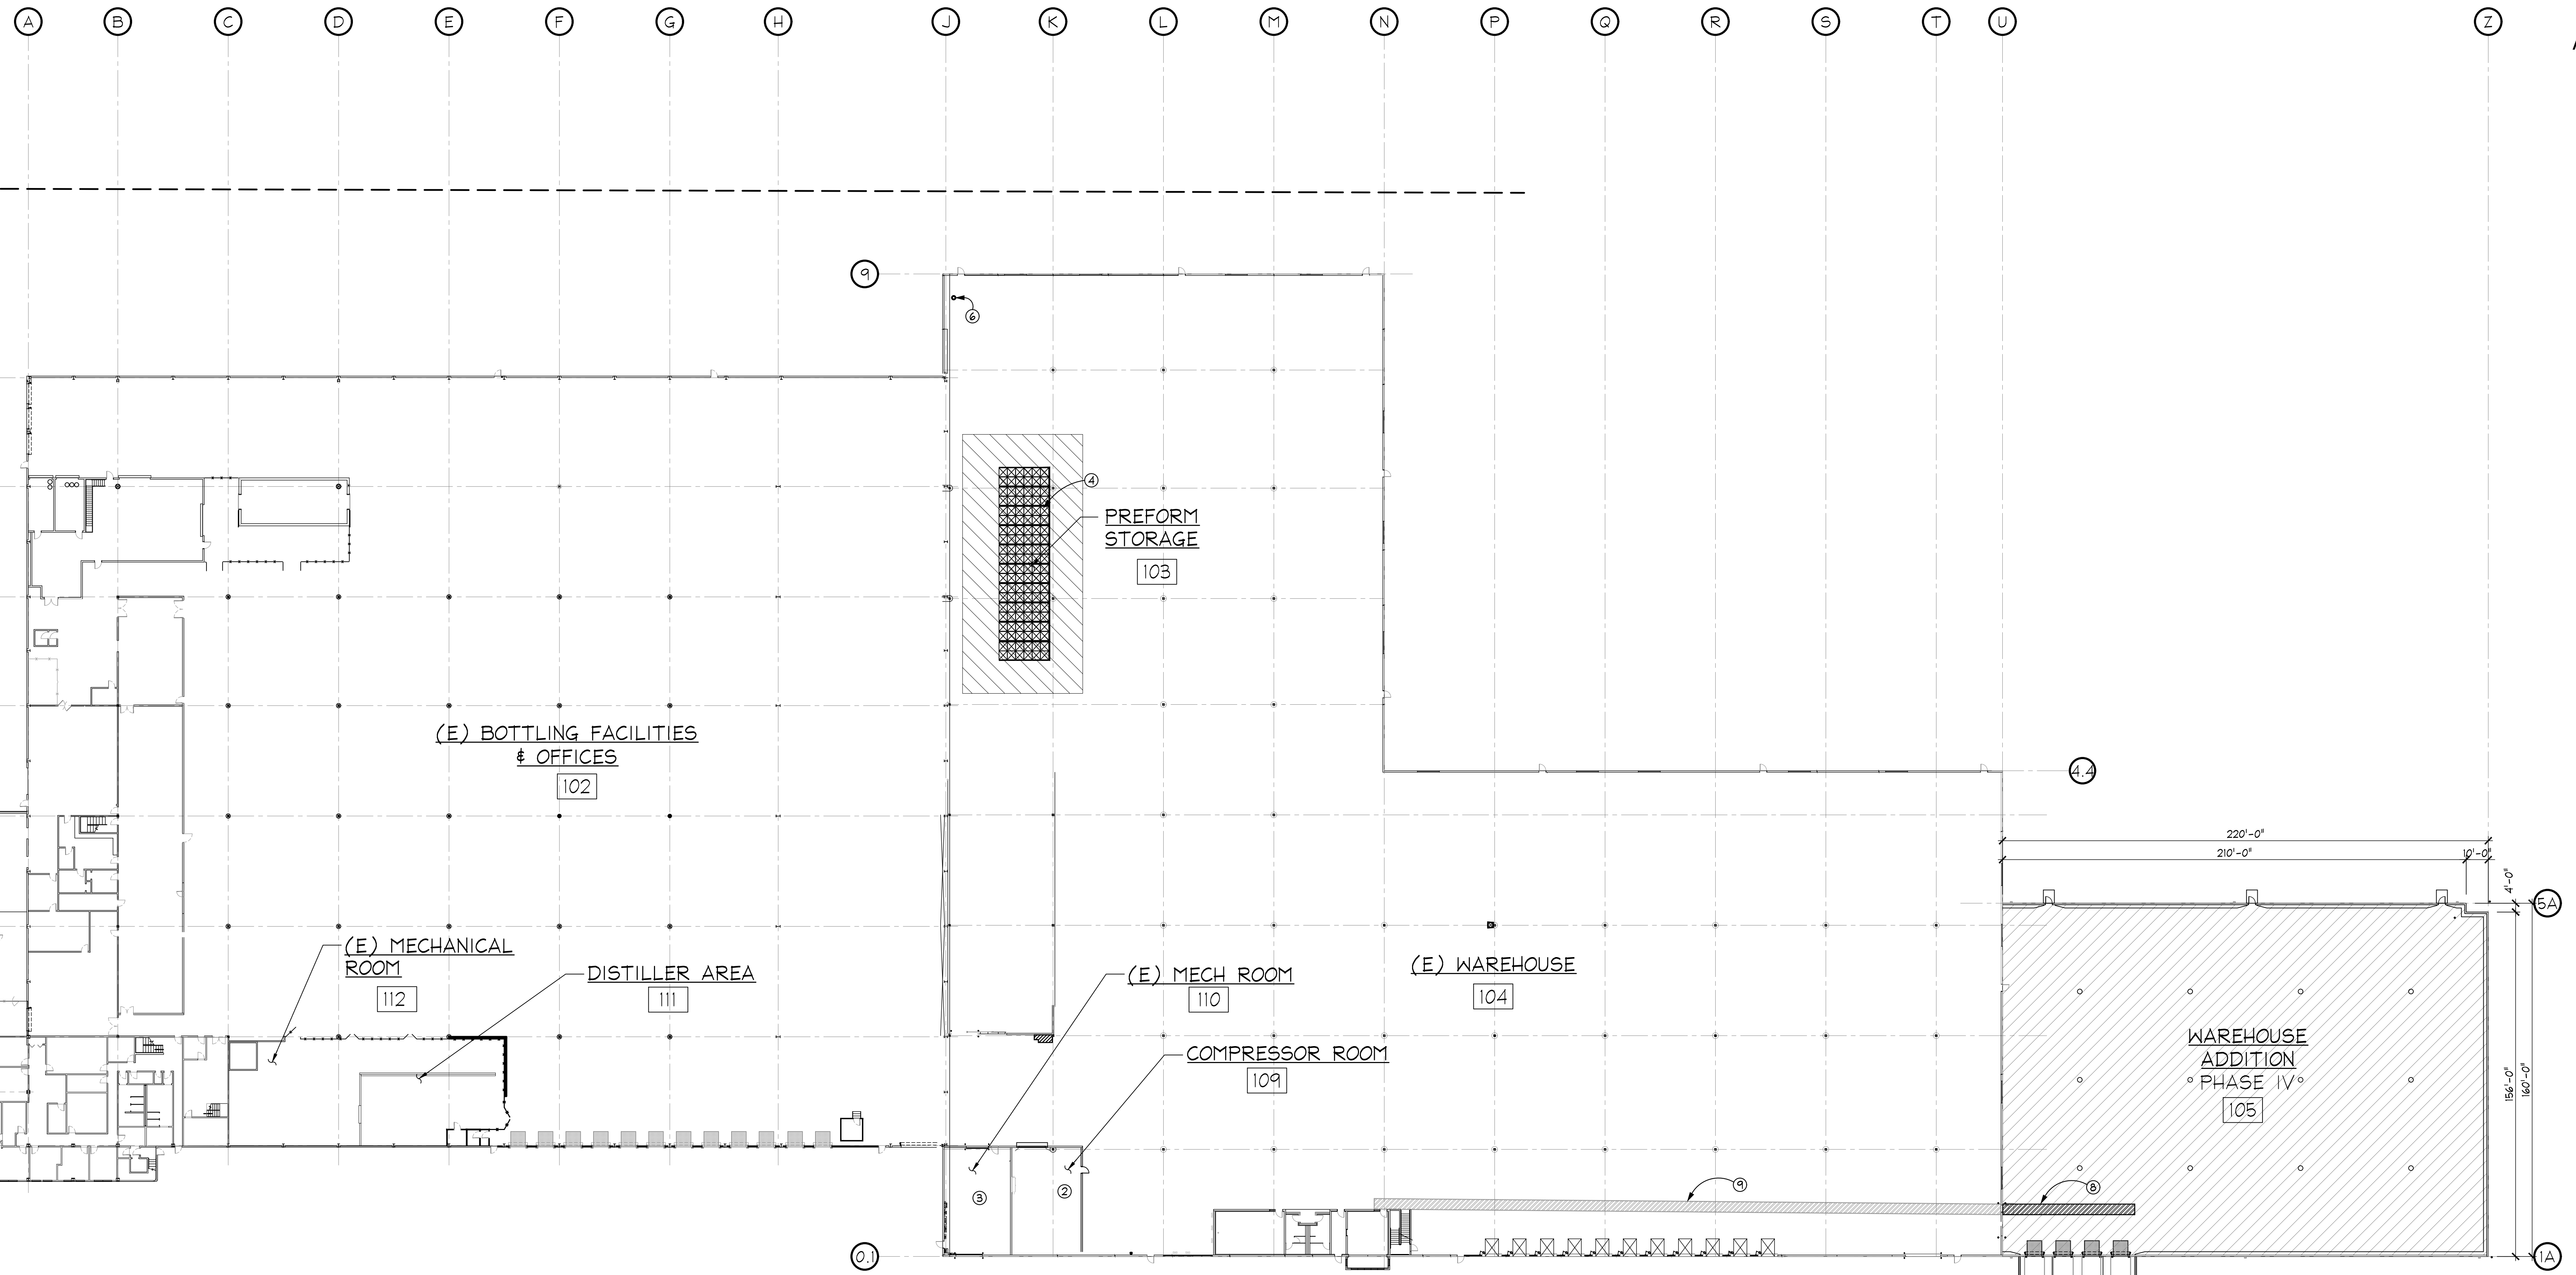 A B C D E F G H J K L M N P Q R S T U Z
9
6
4
PREFORM
STORAGE
103
(E) BOTTLING FACILITIES
& OFFICES
102
4.4
220'-0"
210'-0"
10'-0"
4'-0"
5A
(E) MECHANICAL
ROOM
112
DISTILLER AREA
111
(E) MECH ROOM
110
(E) WAREHOUSE
104
COMPRESSOR ROOM
109
WAREHOUSE
ADDITION
PHASE IV
105
156'-0"
160'-0"
3
2
9
8
0.1
1A